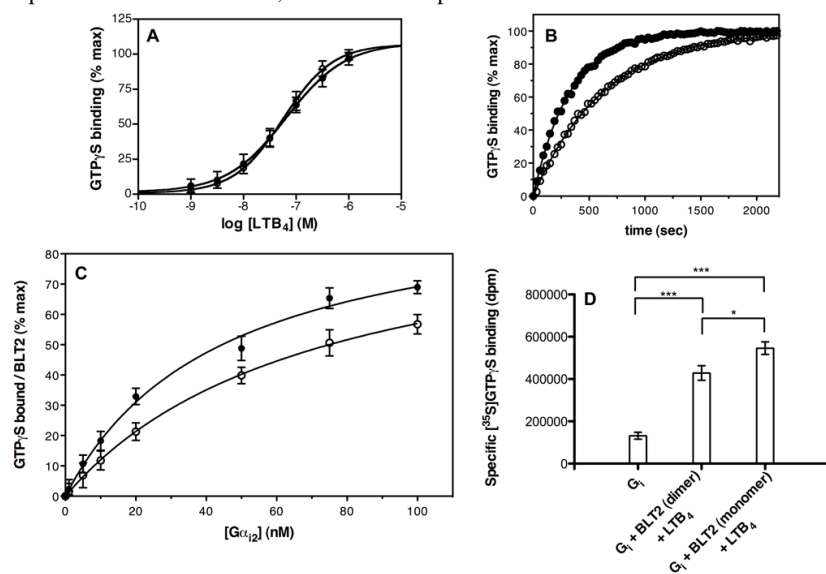 A
GTPγS binding (% max)
125
100
75
50
25
0
-10 -9 -8 -7 -6 -5
log [LTB4] (M)
B
GTPγS binding (% max)
100
80
60
40
20
0
0 500 1000 1500 2000
time (sec)
C
GTPγS bound / BLT2 (% max)
80
70
60
50
40
30
20
10
0
0 20 40 60 80 100
[Gαi2] (nM)
D
Specific [35S]GTPγS binding (dpm)
800000
600000
400000
200000
0
***
***
*
Gi
Gi + BLT2 (dimer)
+ LTB4
Gi + BLT2 (monomer)
+ LTB4